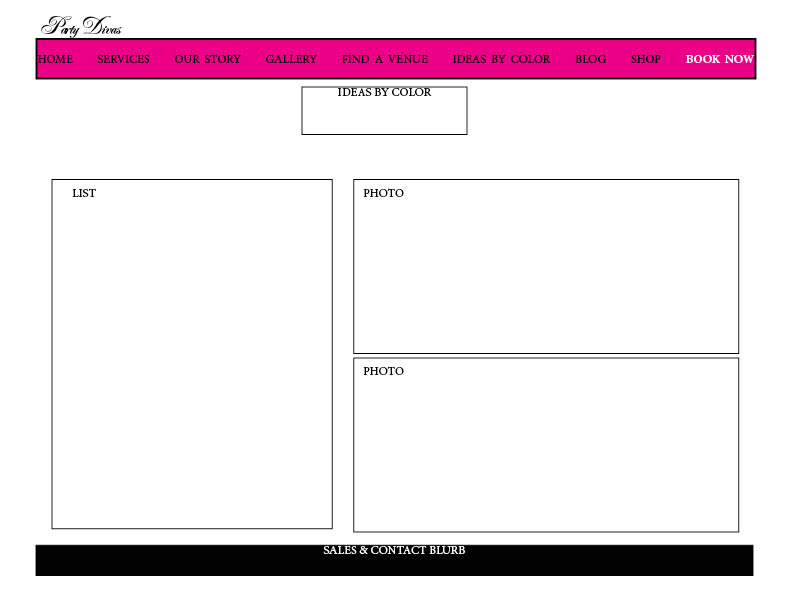 Party Divas
HOME SERVICES OUR STORY GALLERY FIND A VENUE IDEAS BY COLOR BLOG SHOP BOOK NOW
IDEAS BY COLOR
LIST
PHOTO
PHOTO
SALES & CONTACT BLURB